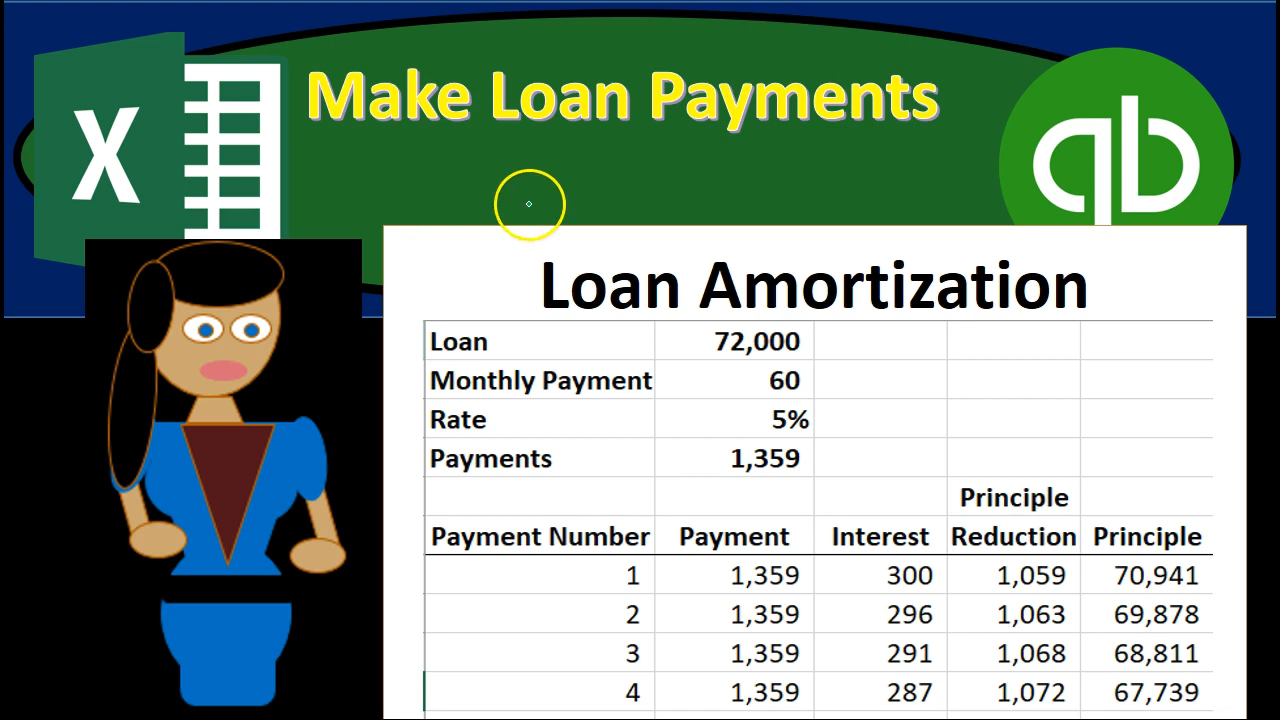 Make Loan Payments
X
qb
Loan Amortization
Loan 72,000
Monthly Payment 60
Rate 5%
Payments 1,359
Principle
Payment Number Payment Interest Reduction Principle
1 1,359 300 1,059 70,941
2 1,359 296 1,063 69,878
3 1,359 291 1,068 68,811
4 1,359 287 1,072 67,739